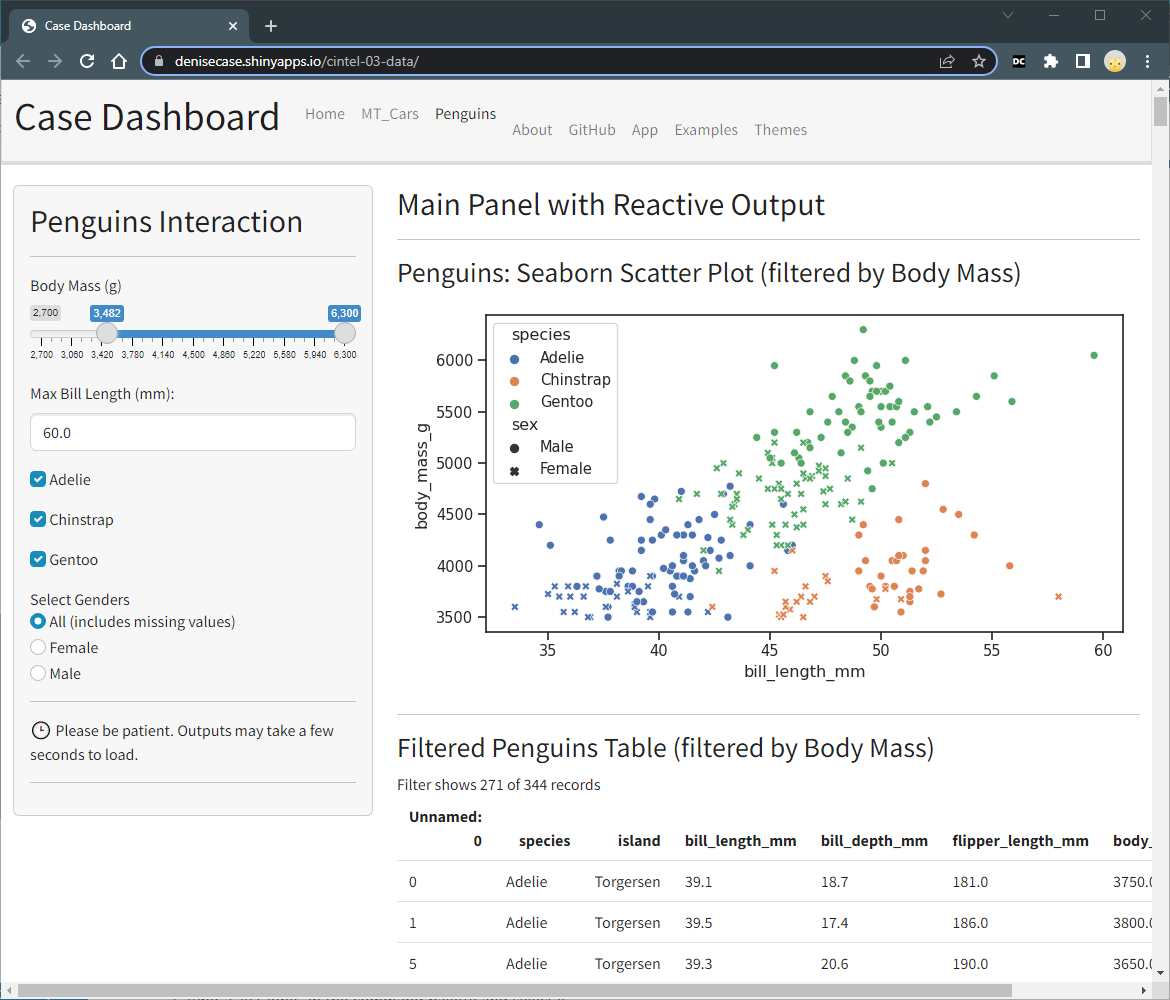 Case Dashboard
denisecase.shinyapps.io/cintel-03-data/
DC
Case Dashboard
Home MT_Cars Penguins
About GitHub App Examples Themes
Penguins Interaction
Body Mass (g)
2,700 3,482 6,300
2,700 3,060 3,420 3,780 4,140 4,500 4,860 5,220 5,580 5,940 6,300
Max Bill Length (mm):
60.0
Adelie
Chinstrap
Gentoo
Select Genders
All (includes missing values)
Female
Male
Please be patient. Outputs may take a few
seconds to load.
Main Panel with Reactive Output
Penguins: Seaborn Scatter Plot (filtered by Body Mass)
species
Adelie
Chinstrap
Gentoo
sex
Male
Female
body_mass_g
6000
5500
5000
4500
4000
3500
35 40 45 50 55 60
bill_length_mm
Filtered Penguins Table (filtered by Body Mass)
Filter shows 271 of 344 records
Unnamed:
0 species island bill_length_mm bill_depth_mm flipper_length_mm body_
0 Adelie Torgersen 39.1 18.7 181.0 3750.0
1 Adelie Torgersen 39.5 17.4 186.0 3800.0
5 Adelie Torgersen 39.3 20.6 190.0 3650.0